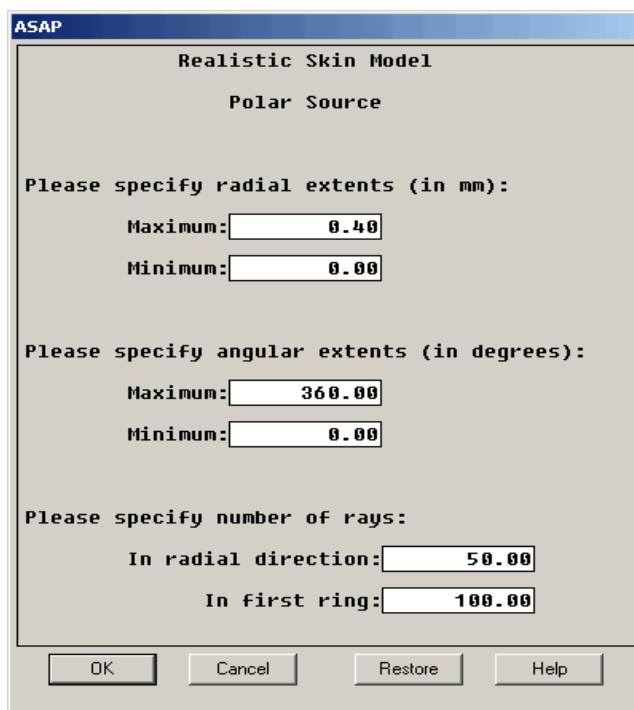 ASAP
Realistic Skin Model
Polar Source
Please specify radial extents (in mm):
Maximum: 0.40
Minimum: 0.00
Please specify angular extents (in degrees):
Maximum: 360.00
Minimum: 0.00
Please specify number of rays:
In radial direction: 50.00
In first ring: 100.00
OK Cancel Restore Help